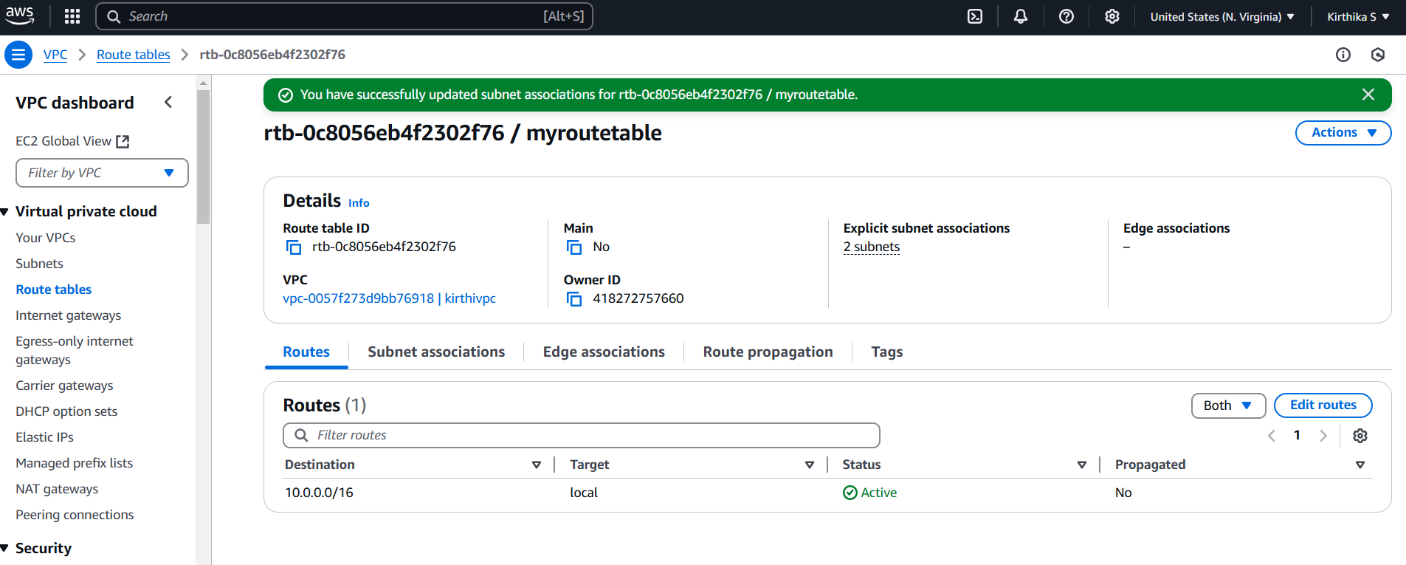 aws
Search [Alt+S] United States (N. Virginia) Kirthika S
VPC Route tables rtb-0c8056eb4f2302f76
VPC dashboard
EC2 Global View
Filter by VPC
Virtual private cloud
Your VPCs
Subnets
Route tables
Internet gateways
Egress-only internet
gateways
Carrier gateways
DHCP option sets
Elastic IPs
Managed prefix lists
NAT gateways
Peering connections
Security
You have successfully updated subnet associations for rtb-0c8056eb4f2302f76 / myroutetable.
rtb-0c8056eb4f2302f76 / myroutetable
Actions
Details Info
Route table ID
rtb-0c8056eb4f2302f76
Main
No
Explicit subnet associations
2 subnets
Edge associations
–
VPC
vpc-0057f273d9bb76918 | kirthivpc
Owner ID
418272757660
Routes Subnet associations Edge associations Route propagation Tags
Routes (1)
Both Edit routes
Filter routes
1
Destination Target Status Propagated
10.0.0.0/16 local Active No